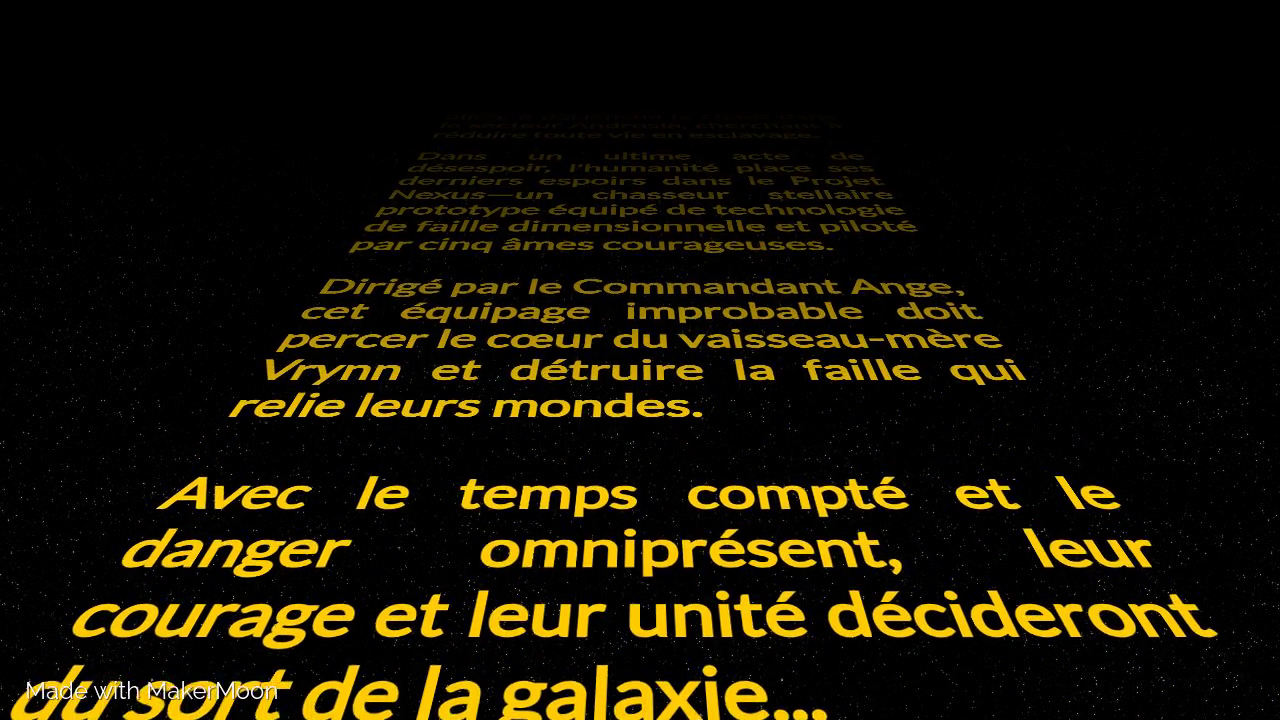 le secteur Andrasia, cherchant à
réduire toute vie en esclavage.
Dans un ultime acte de
désespoir, l'humanité place ses
derniers espoirs dans le Projet
Nexus—un chasseur stellaire
prototype équipé de technologie
de faille dimensionnelle et piloté
par cinq âmes courageuses.
Dirigé par le Commandant Ange,
cet équipage improbable doit
percer le cœur du vaisseau-mère
Vrynn et détruire la faille qui
relie leurs mondes.
Avec le temps compté et le
danger omniprésent, leur
courage et leur unité décideront
du sort de la galaxie...
Made with MakerMoon